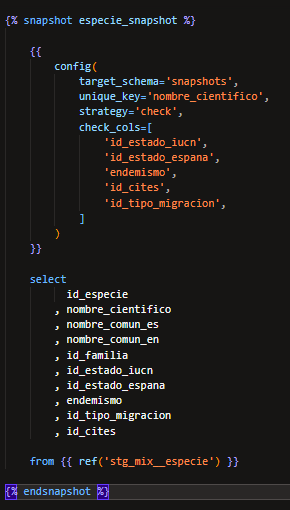 {% snapshot especie_snapshot %}
{{
config(
target_schema='snapshots',
unique_key='nombre_cientifico',
strategy='check',
check_cols=[
'id_estado_iucn',
'id_estado_espana',
'endemismo',
'id_cites',
'id_tipo_migracion',
]
)
}}
select
id_especie
, nombre_cientifico
, nombre_comun_es
, nombre_comun_en
, id_familia
, id_estado_iucn
, id_estado_espana
, endemismo
, id_tipo_migracion
, id_cites
from {{ ref('stg_mix__especie') }}
{% endsnapshot %}